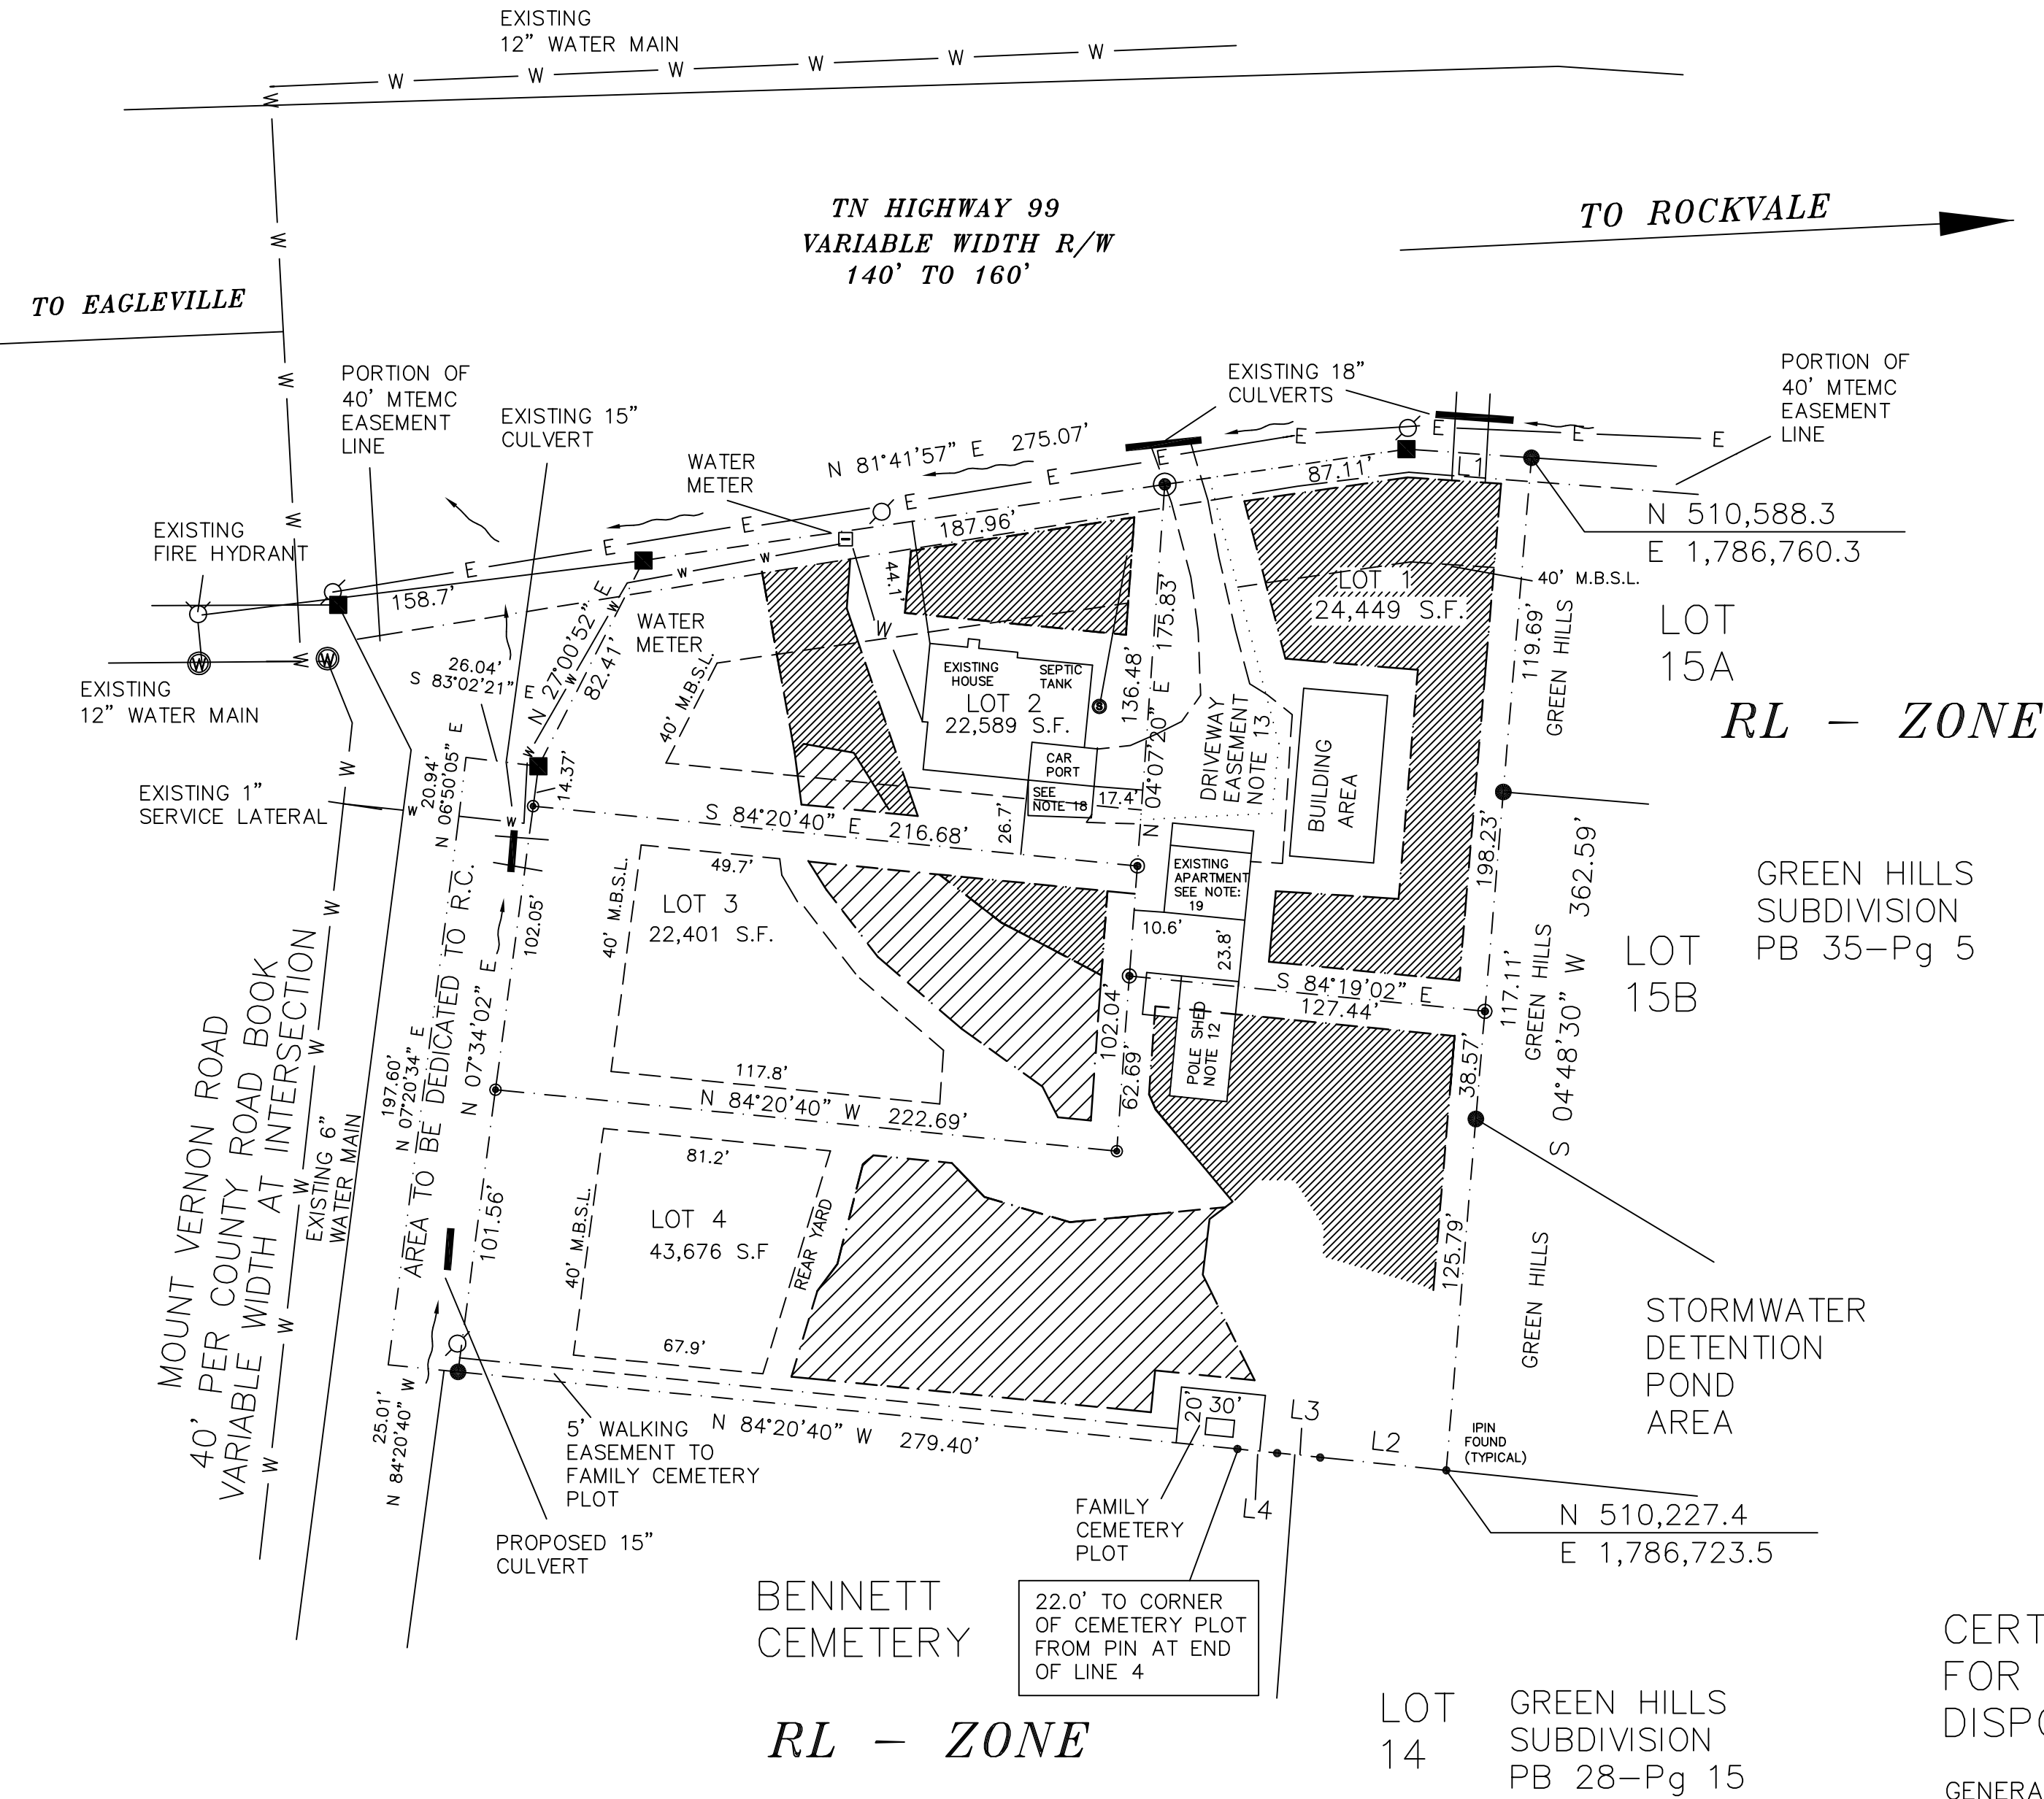 EXISTING
12” WATER MAIN
W W W W W W
W
W
W
W
W
TN HIGHWAY 99
VARIABLE WIDTH R/W
140’ TO 160’
TO ROCKVALE
TO EAGLEVILLE
PORTION OF
40’ MTEMC
EASEMENT
LINE
EXISTING 15”
CULVERT
WATER
METER
N 81°41’57” E 275.07’
EXISTING 18”
CULVERTS
PORTION OF
40’ MTEMC
EASEMENT
LINE
E E E E E E E E E E E
L1
87.11’
187.96’
158.7’
N 510,588.3
E 1,786,760.3
EXISTING
FIRE HYDRANT
W W
EXISTING
12” WATER MAIN
WATER
METER
N 27°00’52” E
82.41’
26.04’
S 83°02’21” E
20.94’
N 06°50’05” E
14.37’
w w w w w w w
EXISTING 1”
SERVICE LATERAL
40’ M.B.S.L.
44.1’
W
EXISTING
HOUSE
SEPTIC
TANK
S
LOT 2
22,589 S.F.
CAR
PORT
SEE
NOTE 18
17.4’
26.7’
136.48’
N 04°07’20” E 175.83’
DRIVEWAY
EASEMENT
NOTE 13
LOT 1
24,449 S.F.
40’ M.B.S.L.
BUILDING
AREA
119.69’
GREEN HILLS
LOT
15A
RL – ZONE
S 84°20’40” E 216.68’
198.23’
S 04°48’30” W 362.59’
GREEN HILLS
SUBDIVISION
PB 35–Pg 5
LOT
15B
EXISTING
APARTMENT
SEE NOTE:
19
10.6’
23.8’
49.7’
LOT 3
22,401 S.F.
40’ M.B.S.L.
102.05’
N 07°34’02” E
117.8’
N 84°20’40” W 222.69’
102.04’
62.69’
POLE SHED
NOTE 12
S 84°19’02” E
127.44’
117.11’
GREEN HILLS
38.57’
AREA TO BE DEDICATED TO R.C.
197.60’
N 07°20’34” E
MOUNT VERNON ROAD
40’ PER COUNTY ROAD BOOK
VARIABLE WIDTH AT INTERSECTION
W W W W W W W
EXISTING 6”
WATER MAIN
81.2’
LOT 4
43,676 S.F
40’ M.B.S.L.
REAR YARD
101.56’
67.9’
125.79’
GREEN HILLS
STORMWATER
DETENTION
POND
AREA
25.01’
N 84°20’40” W
5’ WALKING
EASEMENT TO
FAMILY CEMETERY
PLOT
N 84°20’40” W 279.40’
20’
30’
L3
L2
L4
IPIN
FOUND
(TYPICAL)
N 510,227.4
E 1,786,723.5
PROPOSED 15”
CULVERT
FAMILY
CEMETERY
PLOT
BENNETT
CEMETERY
22.0’ TO CORNER
OF CEMETERY PLOT
FROM PIN AT END
OF LINE 4
RL – ZONE
LOT
14
GREEN HILLS
SUBDIVISION
PB 28–Pg 15
CERT
FOR
DISPO
GENERA